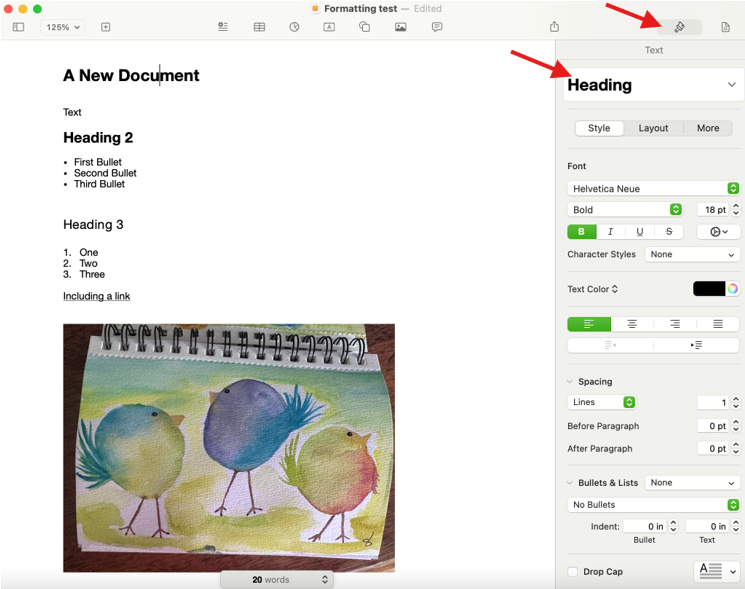 Formatting test — Edited
125%
Text
Heading
Style Layout More
Font
Helvetica Neue
Bold 18 pt
B I U S
Character Styles None
Text Color
Spacing
Lines 1
Before Paragraph 0 pt
After Paragraph 0 pt
Bullets & Lists None
No Bullets
Indent: 0 in 0 in
Bullet Text
Drop Cap A
A New Document
Text
Heading 2
• First Bullet
• Second Bullet
• Third Bullet
Heading 3
1. One
2. Two
3. Three
Including a link
20 words